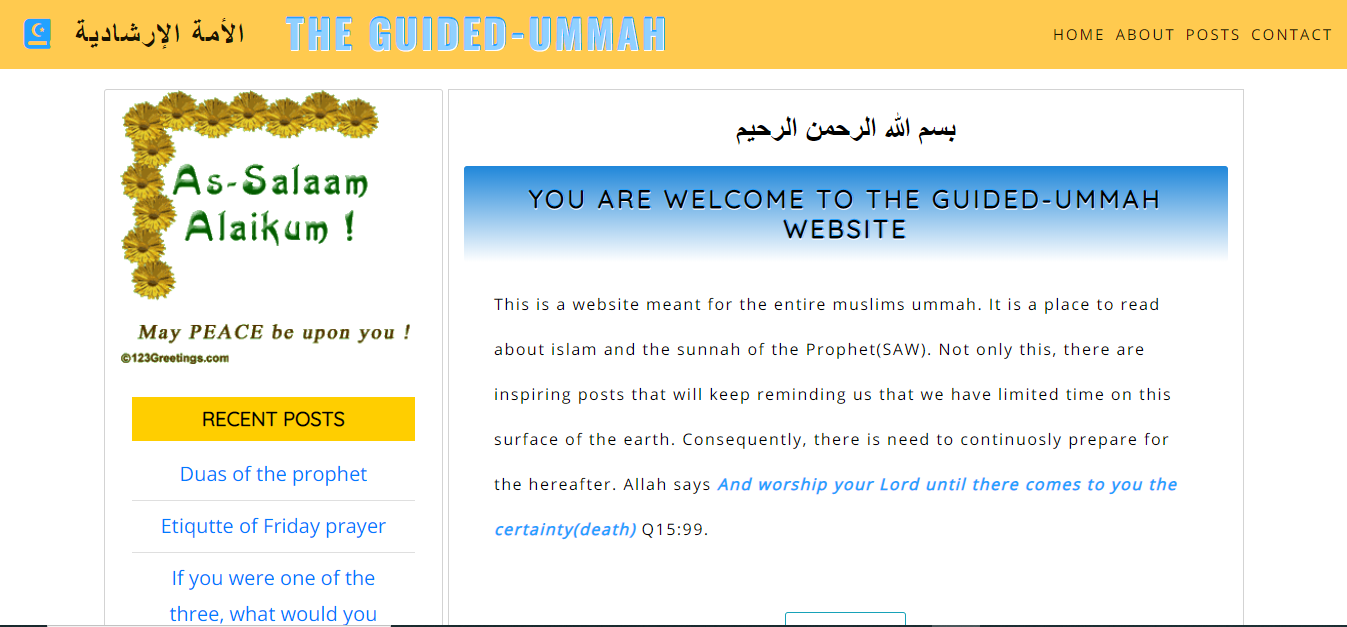 الأمة الإرشادية
THE GUIDED-UMMAH
HOME ABOUT POSTS CONTACT
As-Salaam
Alaikum !
May PEACE be upon you !
©123Greetings.com
RECENT POSTS
Duas of the prophet
Etiqutte of Friday prayer
If you were one of the
three, what would you
بسم الله الرحمن الرحيم
YOU ARE WELCOME TO THE GUIDED-UMMAH
WEBSITE
This is a website meant for the entire muslims ummah. It is a place to read
about islam and the sunnah of the Prophet(SAW). Not only this, there are
inspiring posts that will keep reminding us that we have limited time on this
surface of the earth. Consequently, there is need to continuosly prepare for
the hereafter. Allah says And worship your Lord until there comes to you the
certainty(death) Q15:99.